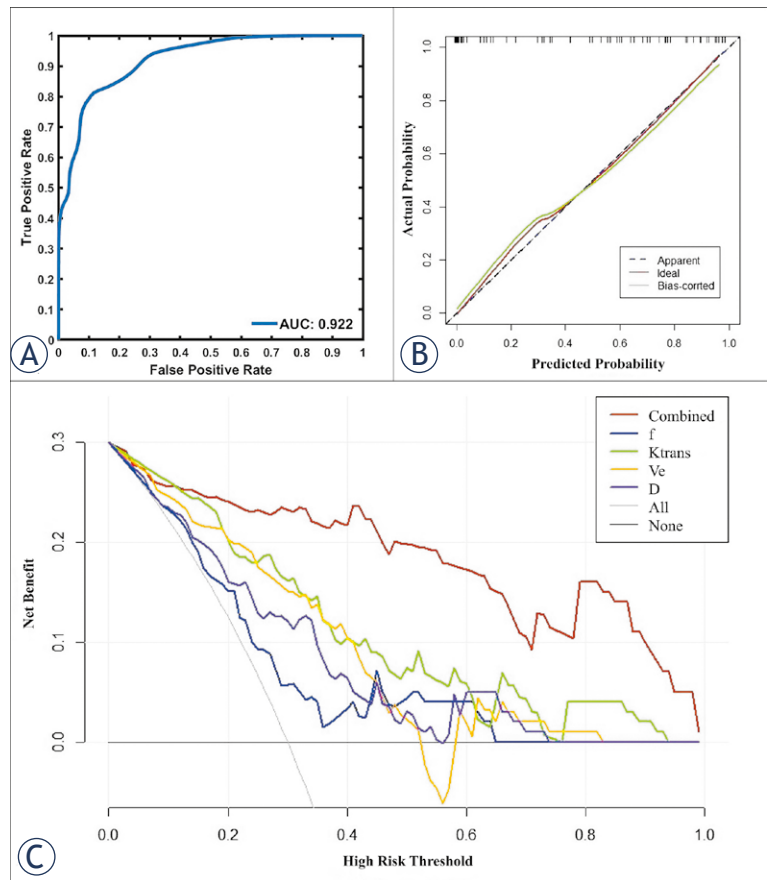 1
0.9
0.8
0.7
0.6
0.5
0.4
0.3
0.2
0.1
0
True Positive Rate
AUC: 0.922
0 0.1 0.2 0.3 0.4 0.5 0.6 0.7 0.8 0.9 1
False Positive Rate
A
1.0
0.8
0.6
0.4
0.2
0.0
Actual Probability
Apparent
Ideal
Bias-corrted
0.0 0.2 0.4 0.6 0.8 1.0
Predicted Probability
B
Combined
f
Ktrans
Ve
D
All
None
0.3
0.2
0.1
0.0
Net Benefit
0.0 0.2 0.4 0.6 0.8 1.0
High Risk Threshold
C